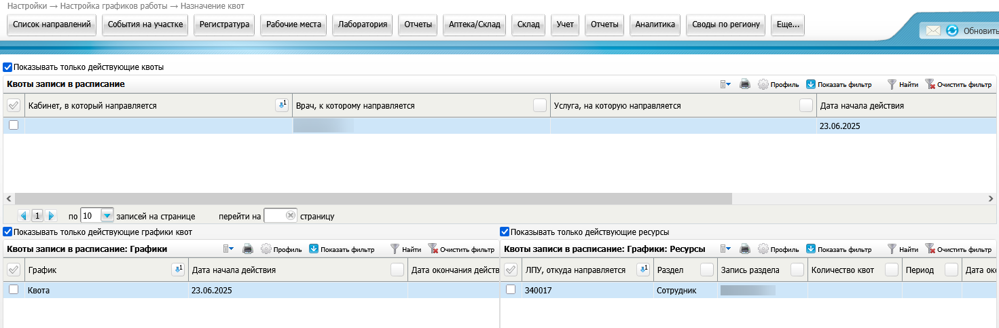 Настройки → Настройка графиков работы → Назначение квот
Список направлений События на участке Регистратура Рабочие места Лаборатория Отчеты Аптека/Склад Склад Учет Отчеты Аналитика Своды по региону Еще... Обновить
Показывать только действующие квоты
Квоты записи в расписание Профиль Показать фильтр Найти Очистить фильтр
Кабинет, в который направляется 1 Врач, к которому направляется Услуга, на которую направляется Дата начала действия
23.06.2025
1 по 10 записей на странице перейти на страницу
Показывать только действующие графики квот Показывать только действующие ресурсы
Квоты записи в расписание: Графики Профиль Показать фильтр Найти Очистить фильтр Квоты записи в расписание: Графики: Ресурсы Профиль Показать фильтр Найти Очистить фильтр
График 1 Дата начала действия Дата окончания действ ЛПУ, откуда направляется 1 Раздел Запись раздела Количество квот Период Дата ок
Квота 23.06.2025 340017 Сотрудник